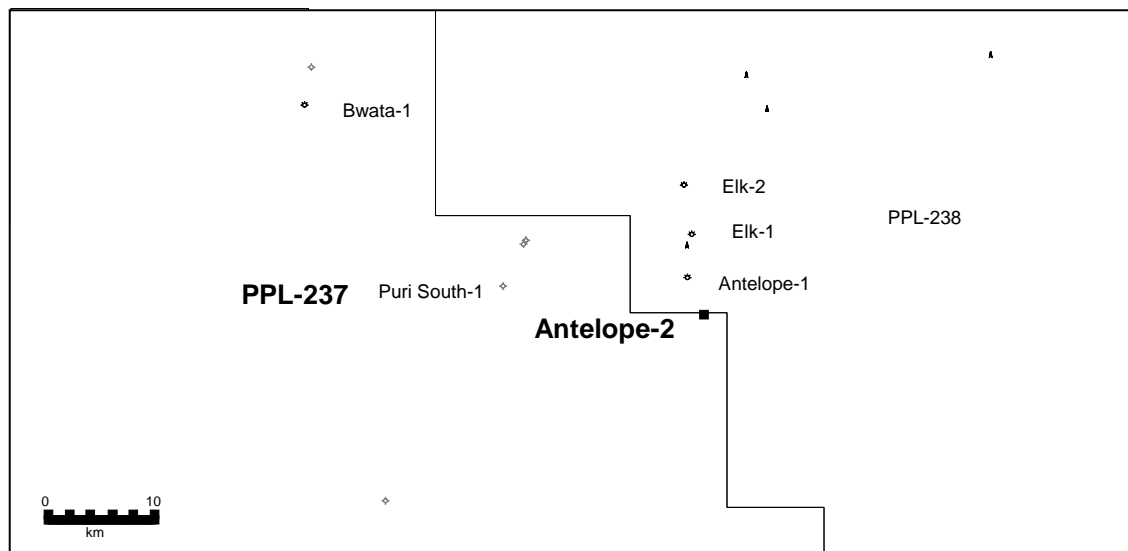 Bwata-1
Elk-2
PPL-238
Elk-1
Antelope-1
PPL-237
Puri South-1
Antelope-2
0
10
km